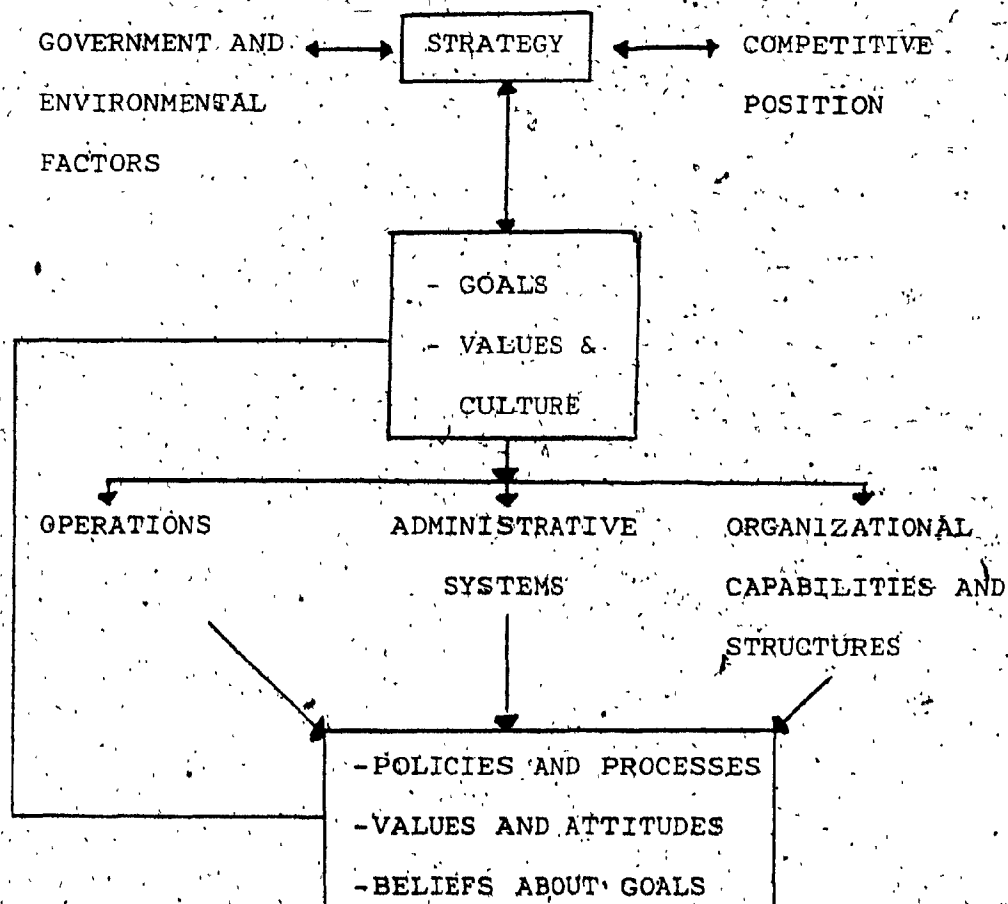 GOVERNMENT AND
ENVIRONMENTAL
FACTORS
STRATEGY
COMPETITIVE
POSITION
- GOALS
- VALUES &
CULTURE
OPERATIONS
ADMINISTRATIVE
SYSTEMS
ORGANIZATIONAL
CAPABILITIES AND
STRUCTURES
-POLICIES AND PROCESSES
-VALUES AND ATTITUDES
-BELIEFS ABOUT GOALS